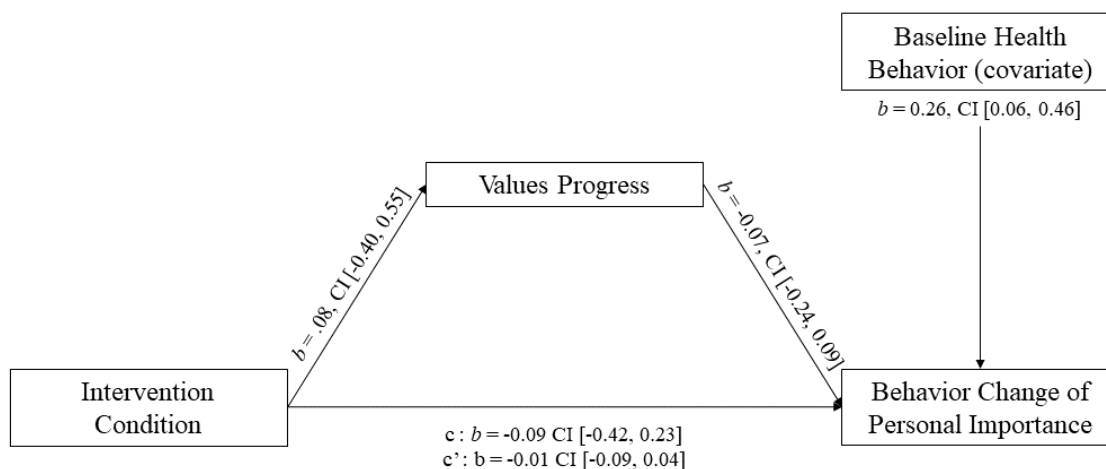 Baseline Health
Behavior (covariate)
b = 0.26, CI [0.06, 0.46]
Values Progress
b = .08, CI [-0.40, 0.55]
b = -0.07, CI [-0.24, 0.09]
Intervention
Condition
Behavior Change of
Personal Importance
c : b = -0.09 CI [-0.42, 0.23]
c’: b = -0.01 CI [-0.09, 0.04]